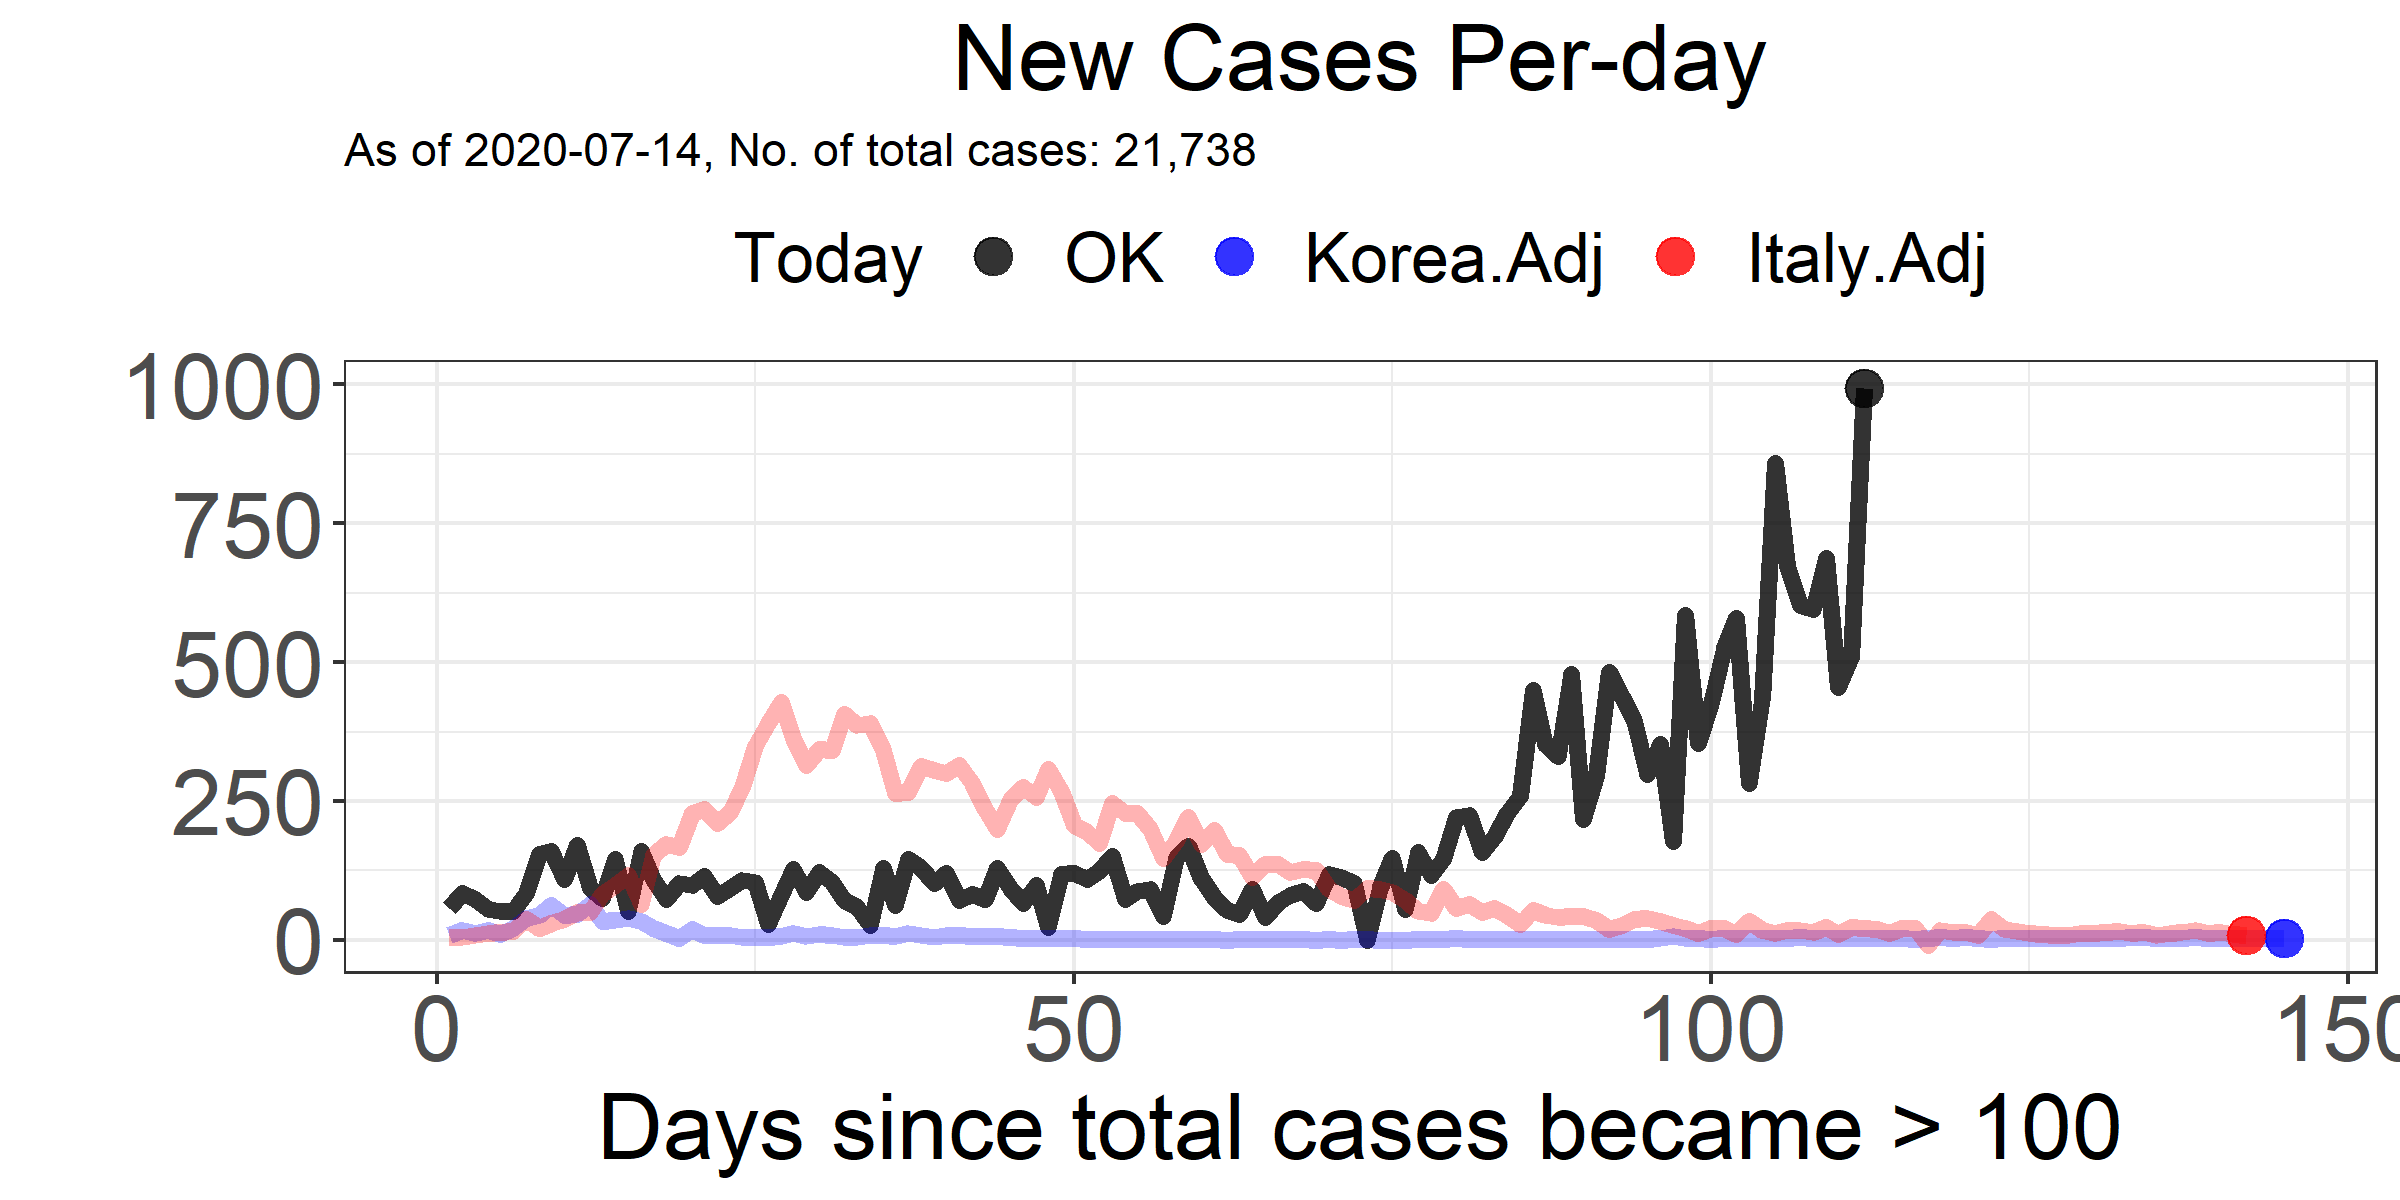 New Cases Per-day
As of 2020-07-14, No. of total cases: 21,738
Today OK Korea.Adj Italy.Adj
1000
750
500
250
0
0 50 100 150
Days since total cases became > 100